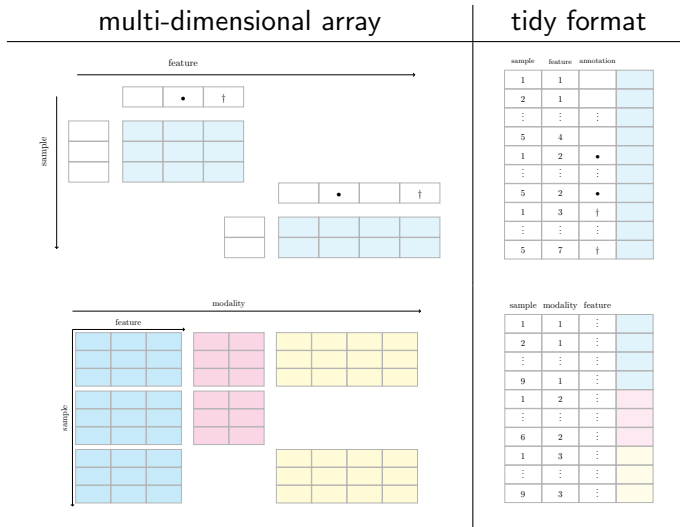 multi-dimensional array
tidy format
feature
sample
• †
• †
sample feature annotation
1 1
2 1
⋮ ⋮ ⋮
5 4
1 2 •
⋮ ⋮ ⋮
5 2 •
1 3 †
⋮ ⋮ ⋮
5 7 †
modality
feature
sample
sample modality feature
1 1 ⋮
2 1 ⋮
⋮ ⋮ ⋮
9 1 ⋮
1 2 ⋮
⋮ ⋮ ⋮
6 2 ⋮
1 3 ⋮
⋮ ⋮ ⋮
9 3 ⋮